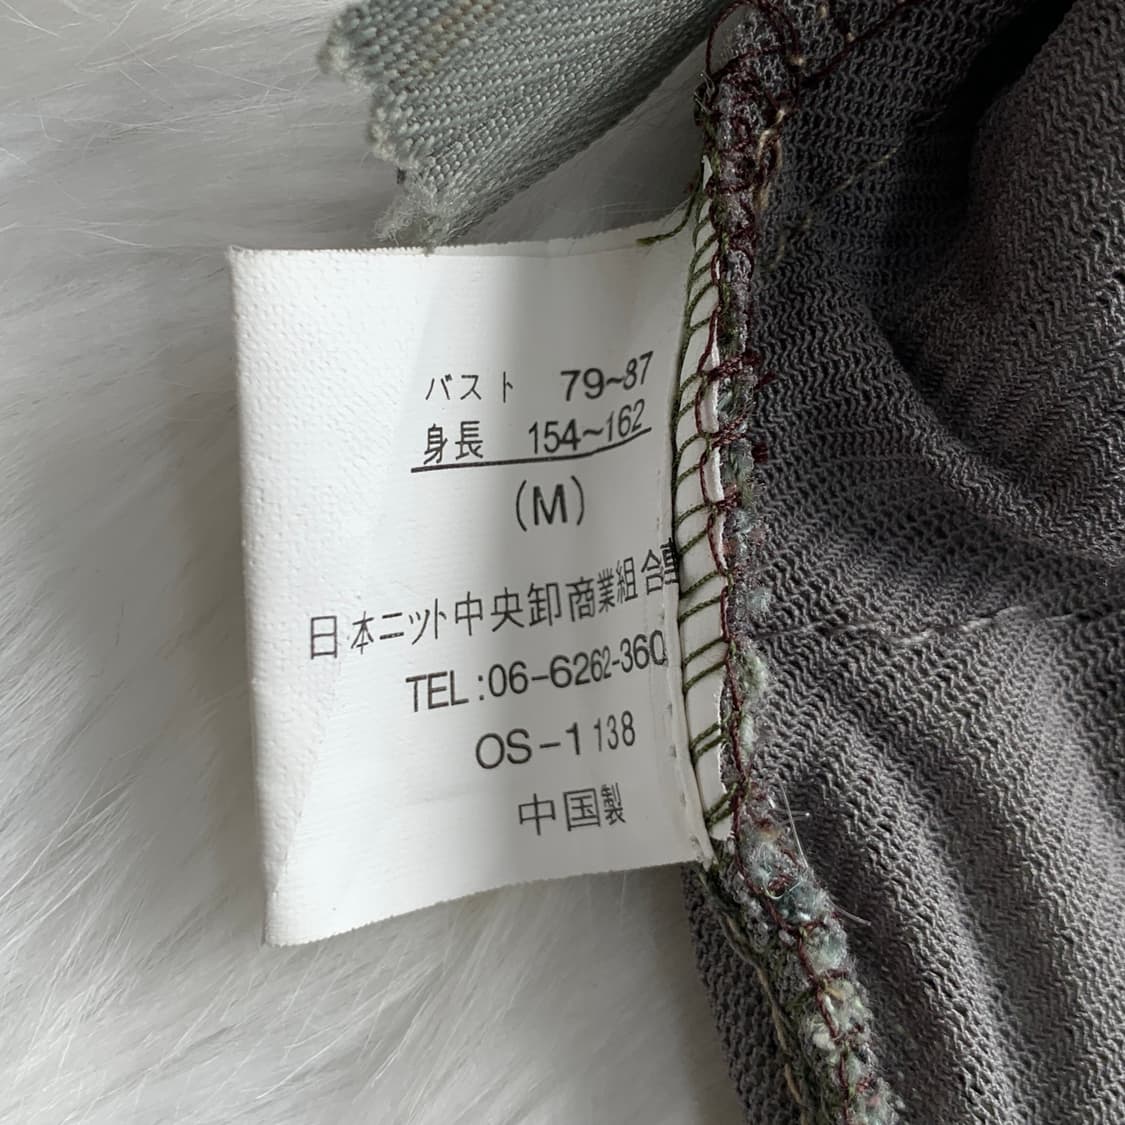 バスト 79~87
身長 154~162
(M)
日本ニット中央卸商業組合
TEL:06-6262-360
OS-1138
中国製